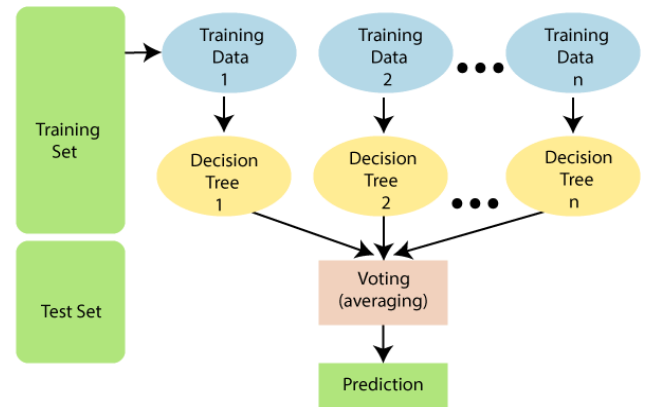 Training
Set
Training
Data
1
Training
Data
2
Training
Data
n
Decision
Tree
1
Decision
Tree
2
Decision
Tree
n
Test Set
Voting
(averaging)
Prediction